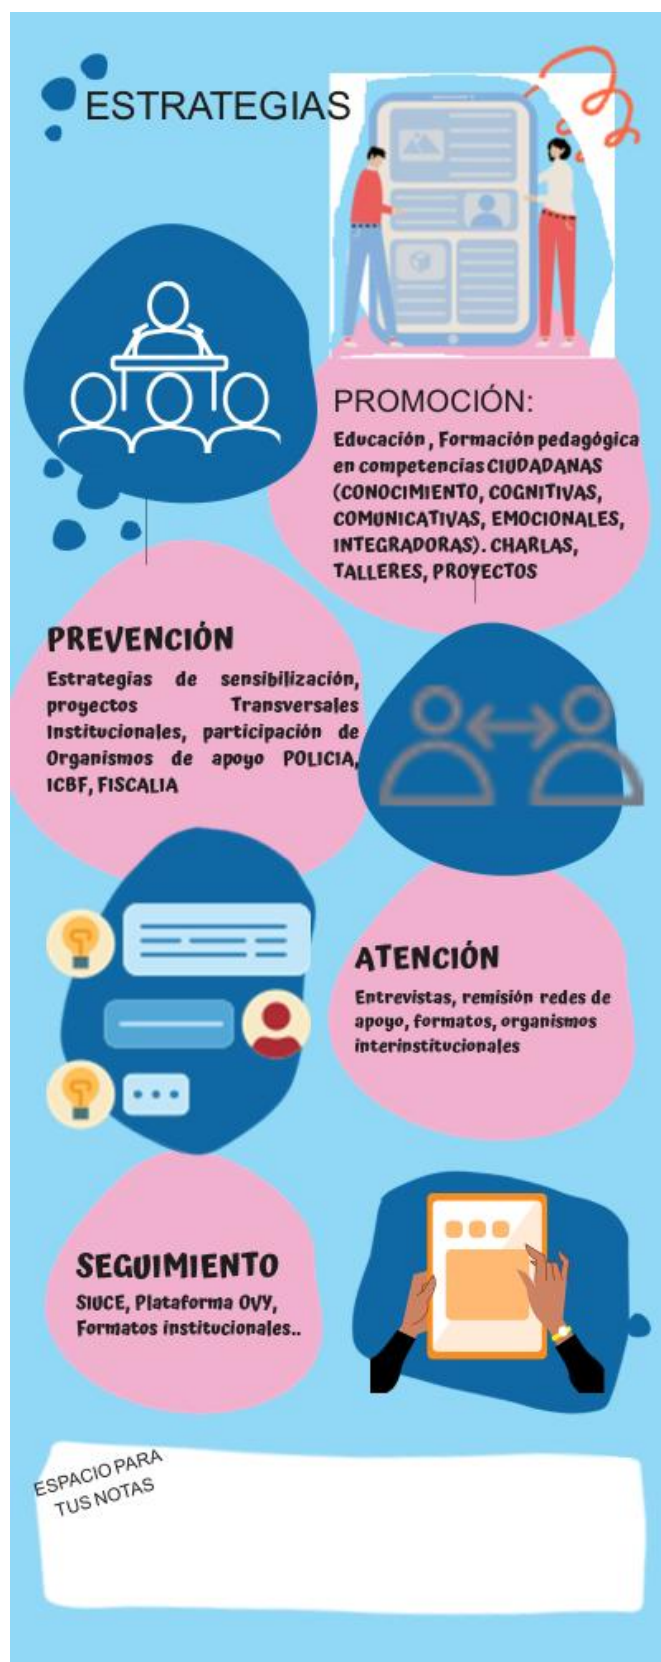 ESTRATEGIAS
PROMOCIÓN:
Educación , Formación pedagógica
en competencias CIUDADANAS
(CONOCIMIENTO, COGNITIVAS,
COMUNICATIVAS, EMOCIONALES,
INTEGRADORAS). CHARLAS,
TALLERES, PROYECTOS
PREVENCIÓN
Estrategias de sensibilización,
proyectos Transversales
Institucionales, participación de
Organismos de apoyo POLICIA,
ICBF, FISCALIA
ATENCIÓN
Entrevistas, remisión redes de
apoyo, formatos, organismos
interinstitucionales
SEGUIMIENTO
SIUCE, Plataforma OVY,
Formatos institucionales..
ESPACIO PARA
TUS NOTAS